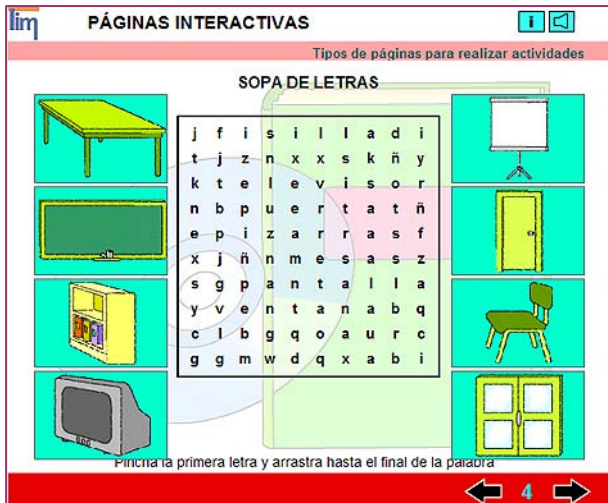 Tim
PÁGINAS INTERACTIVAS
i
Tipos de páginas para realizar actividades
SOPA DE LETRAS
j f i s i l l a d i
t j z n x x s k ñ y
k t e l e v i s o r
n b p u e r t a t ñ
e p i z a r r a s f
x j ñ n m e s a s z
s g p a n t a l l a
y v e n t a n a b q
c l b g q o a u r c
g g m w d q x a b i
Pincha la primera letra y arrastra hasta el final de la palabra
4